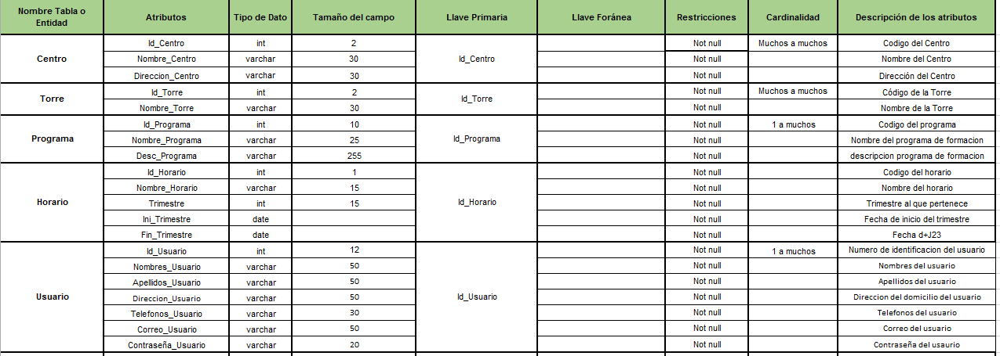 Nombre Tabla o Entidad Atributos Tipo de Dato Tamaño del campo Llave Primaria Llave Foránea Restricciones Cardinalidad Descripción de los atributos
Centro Id_Centro int 2 Id_Centro Not null Muchos a muchos Codigo del Centro
Nombre_Centro varchar 30 Not null Nombre del Centro
Direccion_Centro varchar 30 Not null Dirección del Centro
Torre Id_Torre int 2 Id_Torre Not null Muchos a muchos Código de la Torre
Nombre_Torre varchar 30 Not null Nombre de la Torre
Programa Id_Programa int 10 Id_Programa Not null 1 a muchos Codigo del programa
Nombre_Programa varchar 25 Not null Nombre del programa de formacion
Desc_Programa varchar 255 Not null descripcion programa de formacion
Horario Id_Horario int 1 Id_Horario Not null Codigo del horario
Nombre_Horario varchar 15 Not null Nombre del horario
Trimestre int 15 Not null Trimestre al que pertenece
Ini_Trimestre date Not null Fecha de inicio del trimestre
Fin_Trimestre date Not null Fecha d+J23
Usuario Id_Usuario int 12 Id_Usuario Not null 1 a muchos Numero de identificacion del usuario
Nombres_Usuario varchar 50 Not null Nombres del usuario
Apellidos_Usuario varchar 50 Not null Apellidos del usuario
Direccion_Usuario varchar 50 Not null Direccion del domicilio del usuario
Telefonos_Usuario varchar 30 Not null Telefonos del usuario
Correo_Usuario varchar 50 Not null Correo del usuario
Contraseña_Usuario varchar 20 Not null Contraseña del usaurio